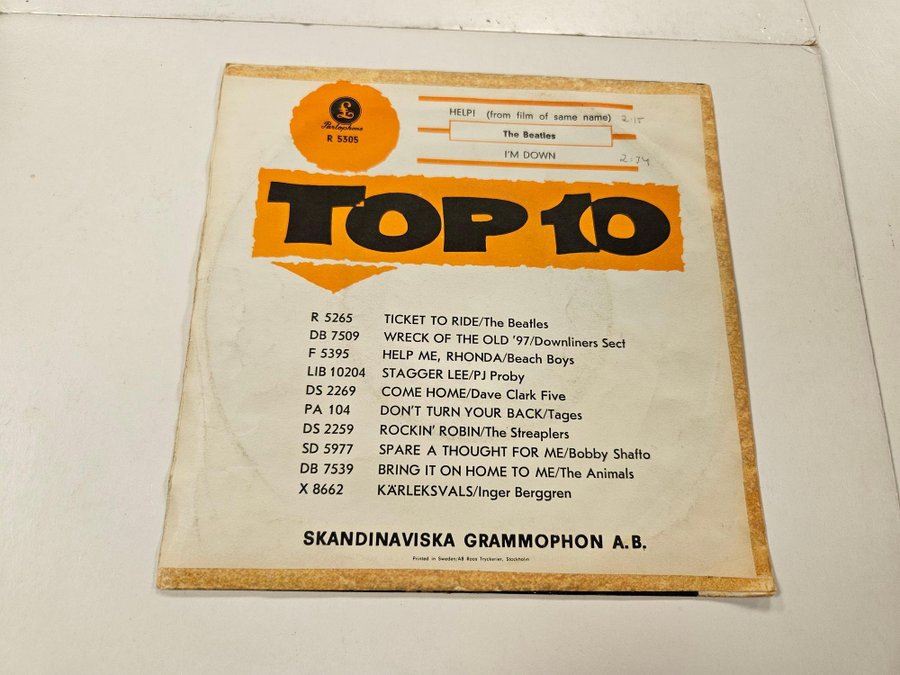 £
Parlophone
R 5305
HELP! (from film of same name) 2:15
The Beatles
I'M DOWN 2:34
TOP 10
R 5265 TICKET TO RIDE/The Beatles
DB 7509 WRECK OF THE OLD '97/Downliners Sect
F 5395 HELP ME, RHONDA/Beach Boys
LIB 10204 STAGGER LEE/PJ Proby
DS 2269 COME HOME/Dave Clark Five
PA 104 DON'T TURN YOUR BACK/Tages
DS 2259 ROCKIN' ROBIN/The Streaplers
SD 5977 SPARE A THOUGHT FOR ME/Bobby Shafto
DB 7539 BRING IT ON HOME TO ME/The Animals
X 8662 KÄRLEKSVALS/Inger Berggren
SKANDINAVISKA GRAMMOPHON A.B.
Printed in Sweden/AB Roos Tryckerier, Stockholm